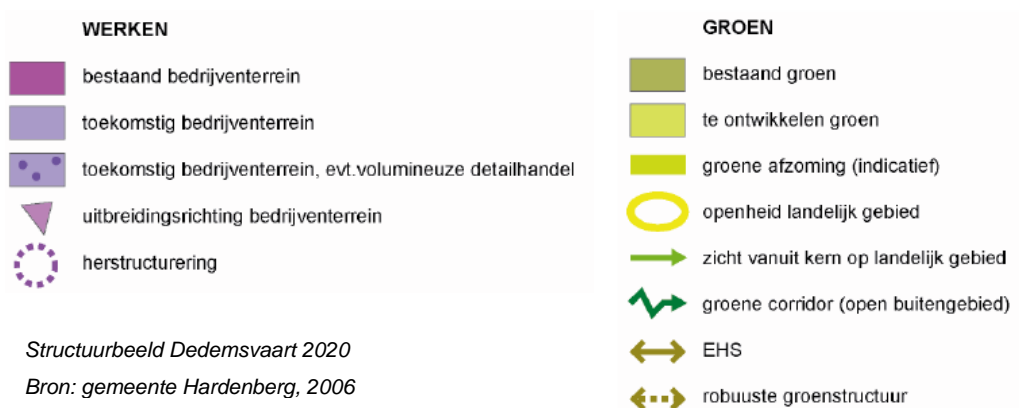 WERKEN
bestaand bedrijventerrein
toekomstig bedrijventerrein
toekomstig bedrijventerrein, evt.volumineuze detailhandel
uitbreidingsrichting bedrijventerrein
herstructurering
Structuurbeeld Dedemsvaart 2020
Bron: gemeente Hardenberg, 2006
GROEN
bestaand groen
te ontwikkelen groen
groene afzoming (indicatief)
openheid landelijk gebied
zicht vanuit kern op landelijk gebied
groene corridor (open buitengebied)
EHS
robuuste groenstructuur